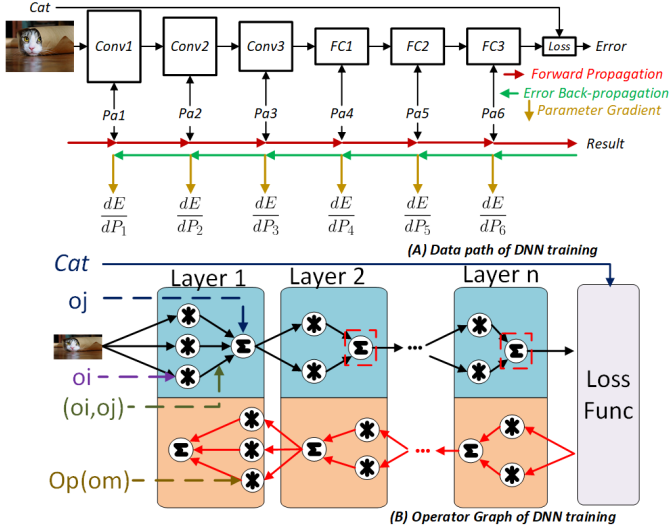 Cat
Conv1 Conv2 Conv3 FC1 FC2 FC3 Loss Error
Forward Propagation
Error Back-propagation
Pa1 Pa2 Pa3 Pa4 Pa5 Pa6 Parameter Gradient
Result
dE/dP₁ dE/dP₂ dE/dP₃ dE/dP₄ dE/dP₅ dE/dP₆
(A) Data path of DNN training
Cat
Layer 1 Layer 2 Layer n
oj
* * * Σ * * Σ ... * * Σ
oi
(oi,oj)
Loss
Func
Σ * * * Σ * * ... Σ * *
Op(om)
(B) Operator Graph of DNN training